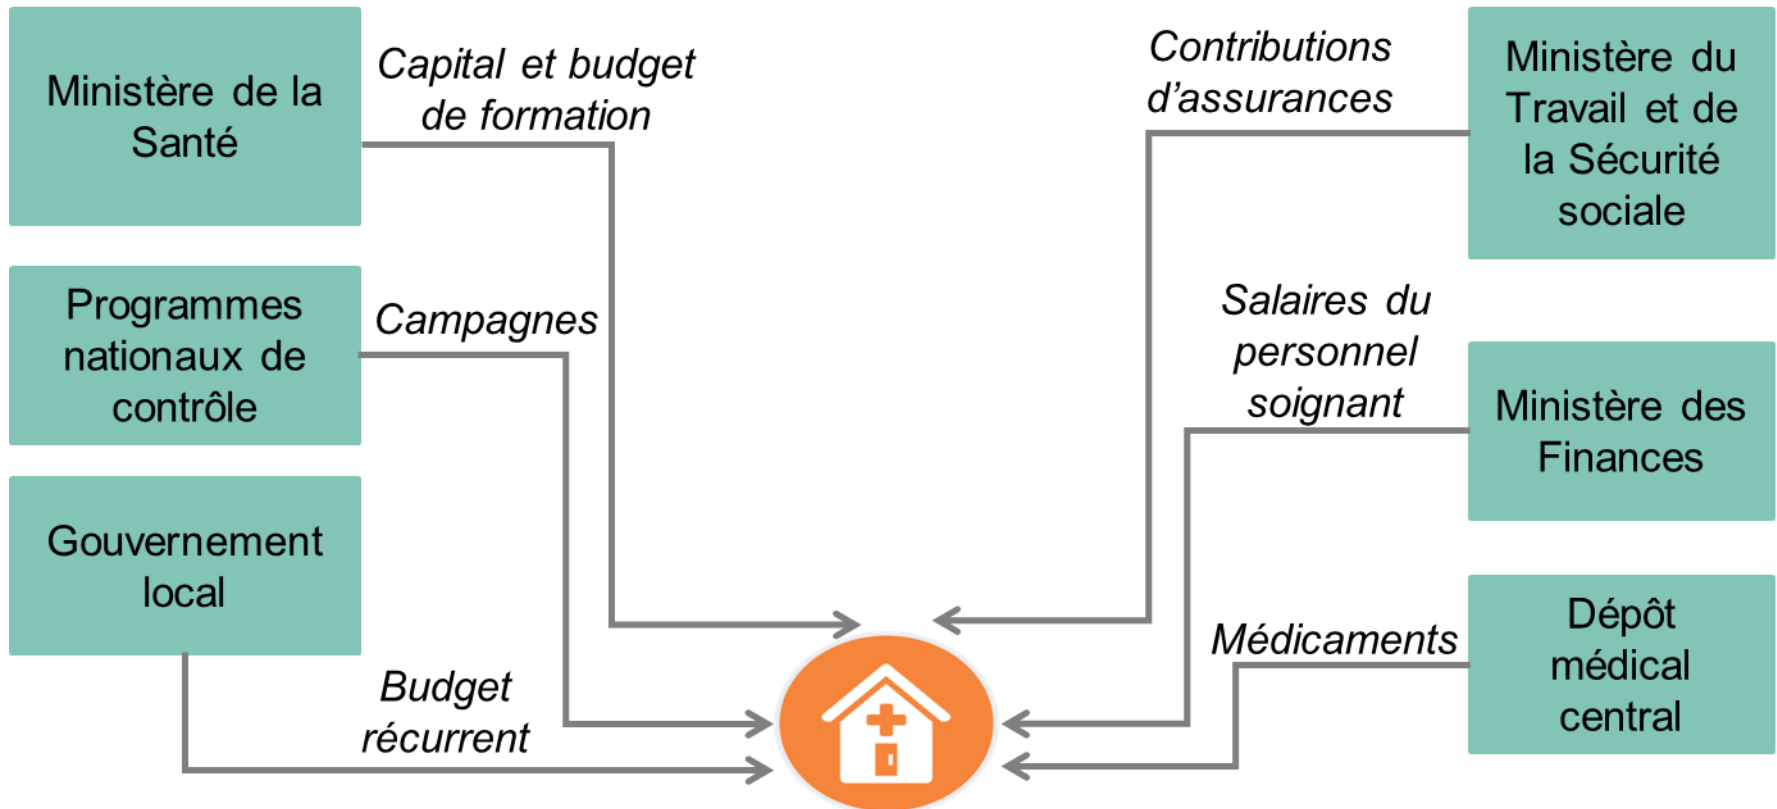 Ministère de la
Santé
Capital et budget
de formation
Programmes
nationaux de
contrôle
Campagnes
Gouvernement
local
Budget
récurrent
Contributions
d’assurances
Ministère du
Travail et de
la Sécurité
sociale
Salaires du
personnel
soignant
Ministère des
Finances
Médicaments
Dépôt
médical
central